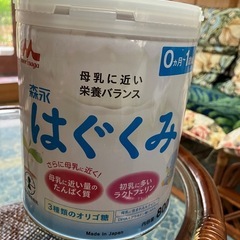 0ヵ月~1
母乳に近い
栄養バランス
森永
はぐくみ
さらに母乳に近く!
母乳に近い量の
たんぱく質
初乳に多い
ラクトフェリン
3種類のオリゴ糖
Made in Japan